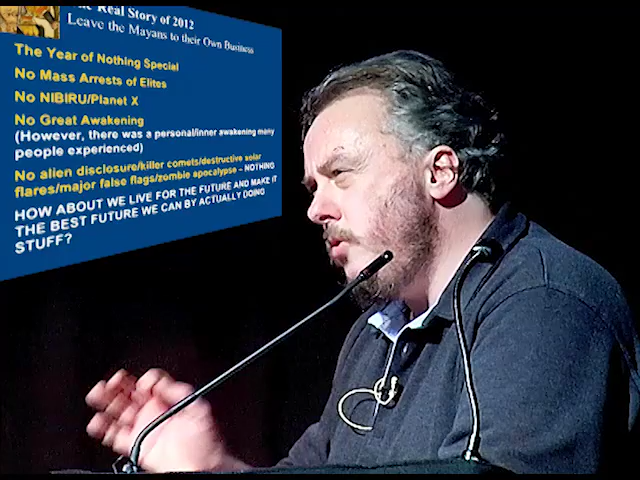 Real Story of 2012
Leave the Mayans to their Own Business
The Year of Nothing Special
No Mass Arrests of Elites
No NIBIRU/Planet X
No Great Awakening
(However, there was a personal/inner awakening many
people experienced)
No alien disclosure/killer comets/destructive solar
flares/major false flags/zombie apocalypse – NOTHING
HOW ABOUT WE LIVE FOR THE FUTURE AND MAKE IT
THE BEST FUTURE WE CAN BY ACTUALLY DOING
STUFF?